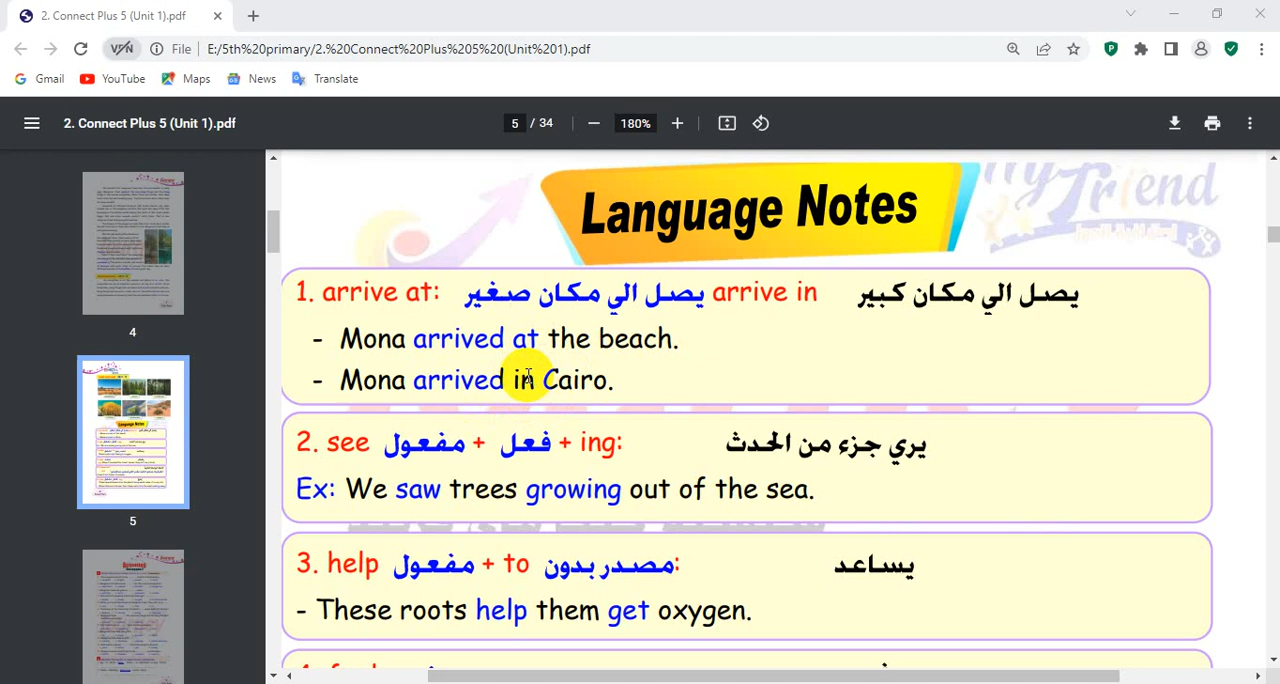 2. Connect Plus 5 (Unit 1).pdf
VPN File E:/5th%20primary/2.%20Connect%20Plus%205%20(Unit%201).pdf
Gmail YouTube Maps News Translate
2. Connect Plus 5 (Unit 1).pdf 5 / 34 180%
4
5
My Friend
Language Notes
1. arrive at: يصل الي مكان صغير arrive in يصل الي مكان كبير
- Mona arrived at the beach.
- Mona arrived in Cairo.
2. see مفعول + فعل + ing: يري جزء من الحدث
Ex: We saw trees growing out of the sea.
3. help مفعول + to مصدر بدون: يساعد
- These roots help them get oxygen.